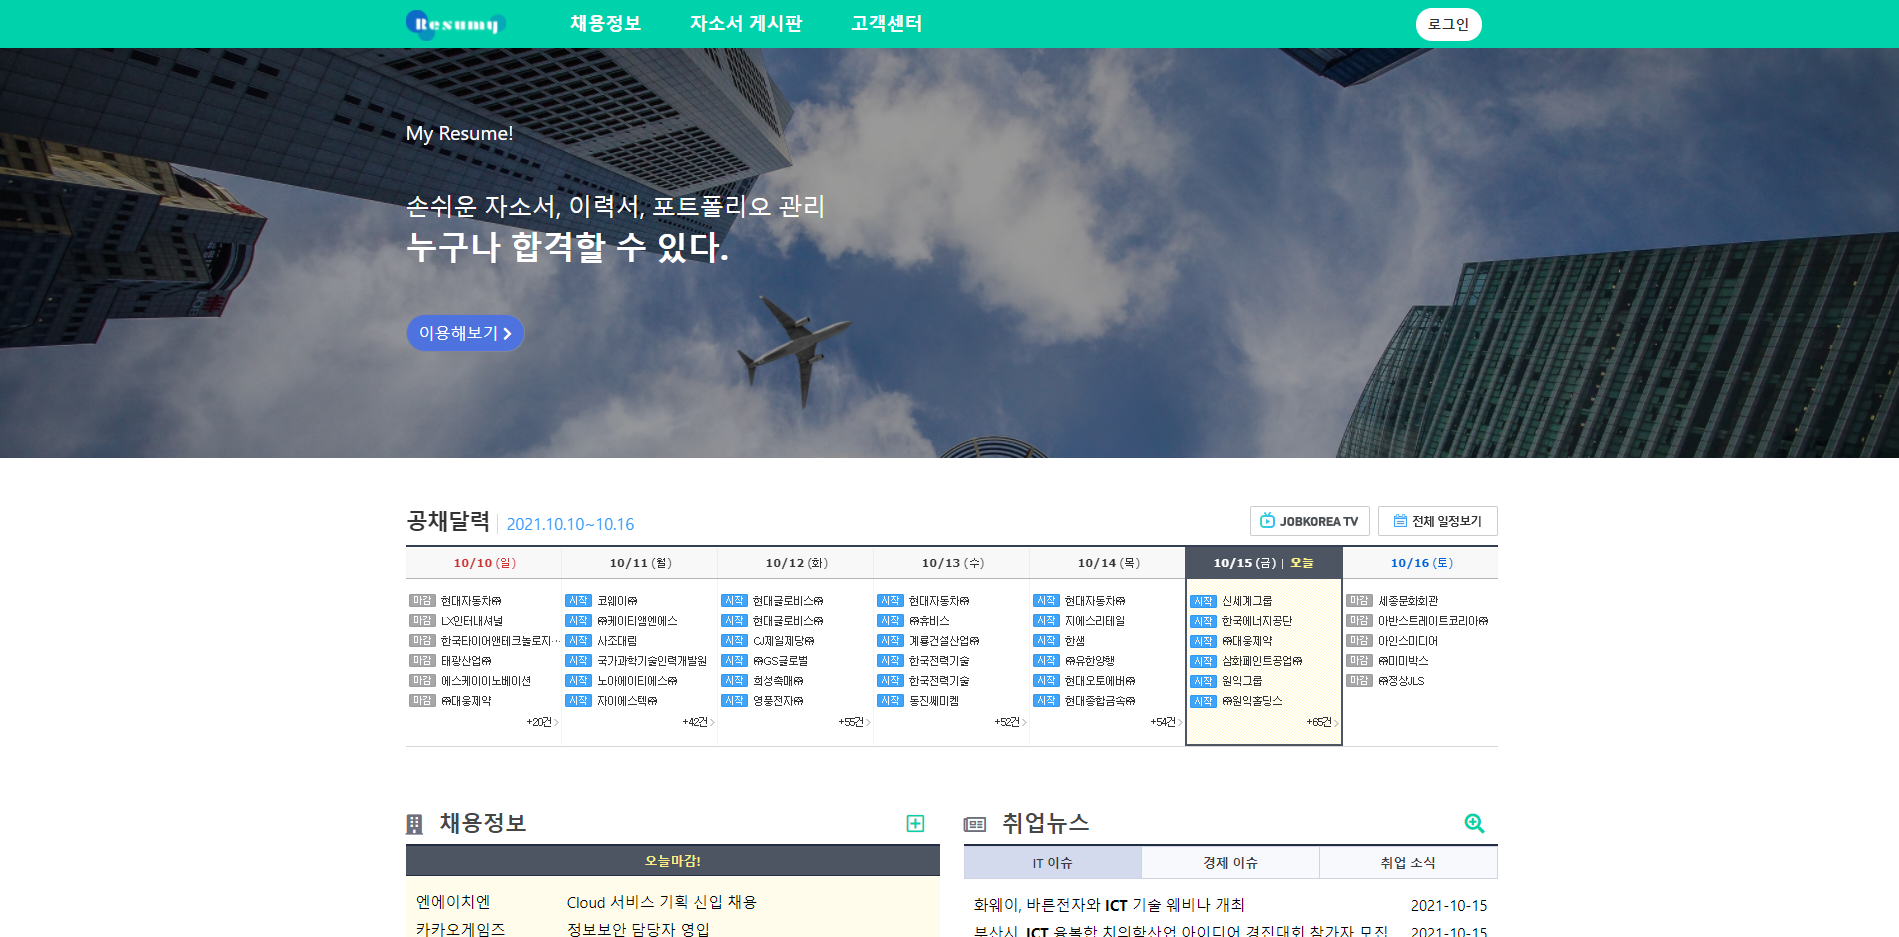 Resumy
채용정보 자소서 게시판 고객센터 로그인
My Resume!
손쉬운 자소서, 이력서, 포트폴리오 관리
누구나 합격할 수 있다.
이용해보기
공채달력 2021.10.10~10.16 JOBKOREA TV 전체 일정보기
10/10 (일) 10/11 (월) 10/12 (화) 10/13 (수) 10/14 (목) 10/15 (금) | 오늘 10/16 (토)
마감 현대자동차㈜ 시작 코웨이㈜ 시작 현대글로비스㈜ 시작 현대자동차㈜ 시작 현대자동차㈜ 시작 신세계그룹 마감 세종문화회관
마감 LX인터내셔널 시작 ㈜케이티엠앤에스 시작 현대글로비스㈜ 시작 ㈜휴비스 시작 지에스리테일 시작 한국에너지공단 마감 아반스트레이트코리아㈜
마감 한국타이어앤테크놀로지… 시작 사조대림 시작 CJ제일제당㈜ 시작 계룡건설산업㈜ 시작 한샘 시작 ㈜대웅제약 마감 아인스미디어
마감 태광산업㈜ 시작 국가과학기술인력개발원 시작 ㈜GS글로벌 시작 한국전력기술 시작 ㈜유한양행 시작 삼화페인트공업㈜ 마감 ㈜미미박스
마감 에스케이이노베이션 시작 노아에이티에스㈜ 시작 희성촉매㈜ 시작 한국전력기술 시작 현대오토에버㈜ 시작 원익그룹 마감 ㈜정상JLS
마감 ㈜대웅제약 시작 자이에스텍㈜ 시작 영풍전자㈜ 시작 동진쎄미켐 시작 현대종합금속㈜ 시작 ㈜원익홀딩스
+20건 +42건 +55건 +52건 +54건 +65건
채용정보 취업뉴스
오늘마감! IT 이슈 경제 이슈 취업 소식
엔에이치엔 Cloud 서비스 기획 신입 채용 화웨이, 바른전자와 ICT 기술 웨비나 개최 2021-10-15
카카오게임즈 정보보안 담당자 영입 부산시, ICT 융복합 치의학산업 아이디어 경진대회 참가자 모집 2021-10-15